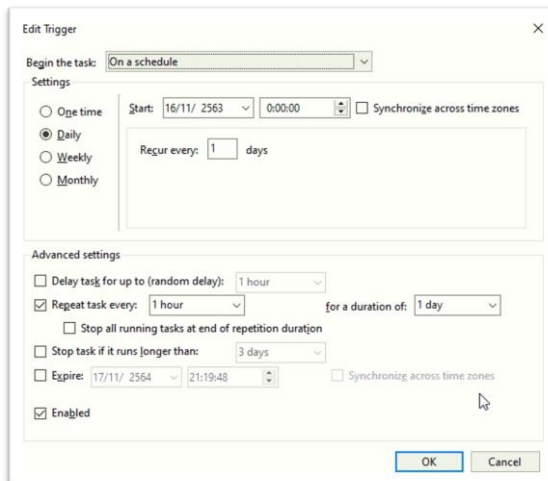 Edit Trigger
Begin the task: On a schedule
Settings
One time
Daily
Weekly
Monthly
Start: 16/11/ 2563 0:00:00 Synchronize across time zones
Recur every: 1 days
Advanced settings
Delay task for up to (random delay): 1 hour
Repeat task every: 1 hour for a duration of: 1 day
Stop all running tasks at end of repetition duration
Stop task if it runs longer than: 3 days
Expire: 17/11/ 2564 21:19:48 Synchronize across time zones
Enabled
OK Cancel